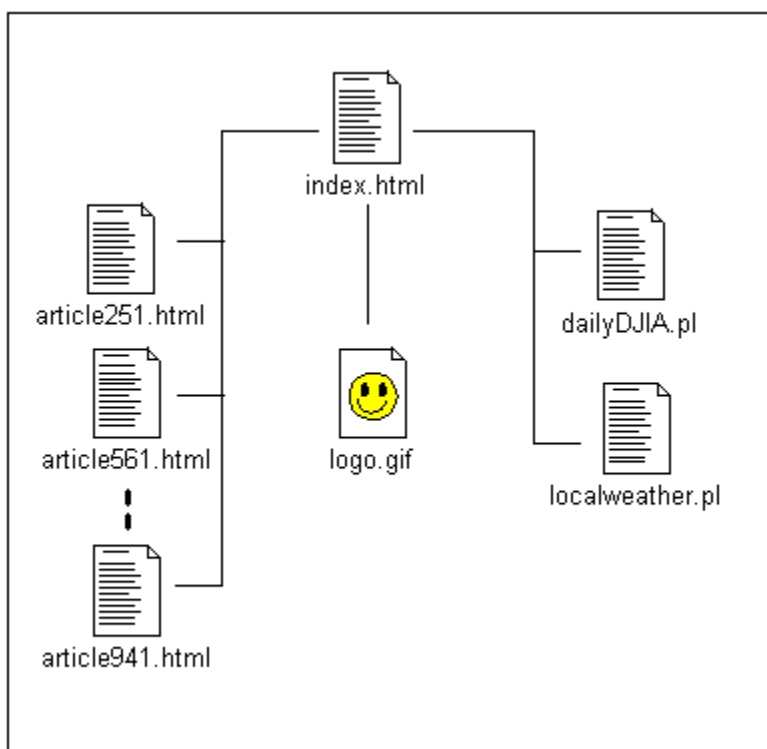 index.html
article251.html
dailyDJIA.pl
article561.html
logo.gif
localweather.pl
article941.html